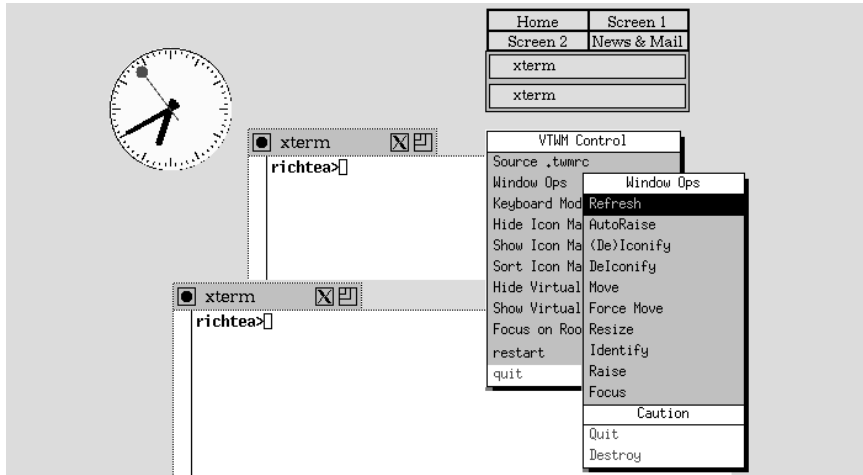 Home
Screen 1
Screen 2
News & Mail
xterm
xterm
xterm
richtea>
xterm
richtea>
VTWM Control
Source .twmrc
Window Ops
Keyboard Mod
Hide Icon Ma
Show Icon Ma
Sort Icon Ma
Hide Virtual
Show Virtual
Focus on Roo
restart
quit
Window Ops
Refresh
AutoRaise
(De)Iconify
DeIconify
Move
Force Move
Resize
Identify
Raise
Focus
Caution
Quit
Destroy